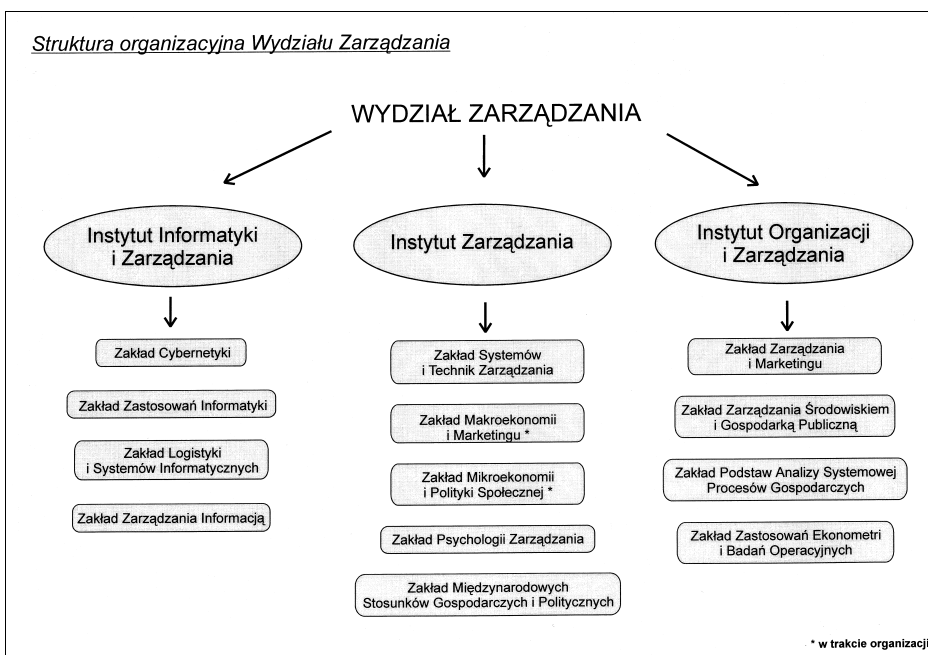 Struktura organizacyjna Wydziału Zarządzania
WYDZIAŁ ZARZĄDZANIA
Instytut Informatyki
i Zarządzania
Zakład Cybernetyki
Zakład Zastosowań Informatyki
Zakład Logistyki
i Systemów Informatycznych
Zakład Zarządzania Informacją
Instytut Zarządzania
Zakład Systemów
i Technik Zarządzania
Zakład Makroekonomii
i Marketingu *
Zakład Mikroekonomii
i Polityki Społecznej *
Zakład Psychologii Zarządzania
Zakład Międzynarodowych
Stosunków Gospodarczych i Politycznych
Instytut Organizacji
i Zarządzania
Zakład Zarządzania
i Marketingu
Zakład Zarządzania Środowiskiem
i Gospodarką Publiczną
Zakład Podstaw Analizy Systemowej
Procesów Gospodarczych
Zakład Zastosowań Ekonometri
i Badań Operacyjnych
* w trakcie organizacji